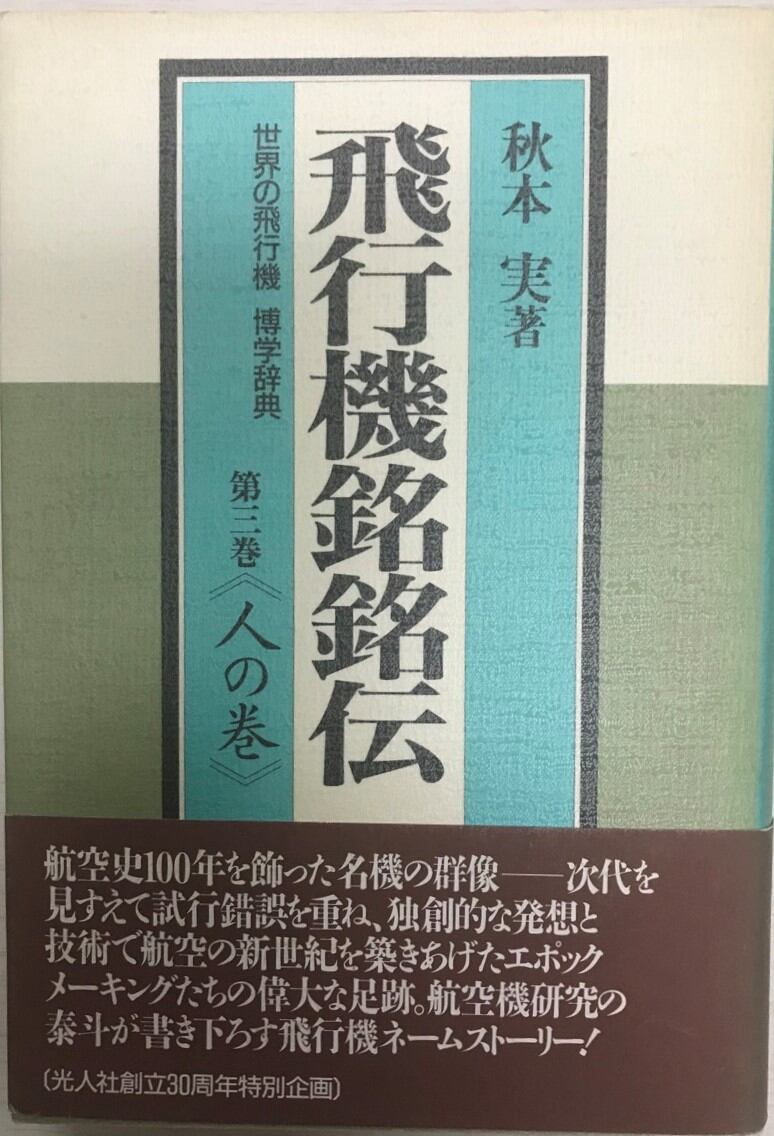 秋本 実著
飛行機銘銘伝
世界の飛行機 博学辞典
第三巻《人の巻》
航空史100年を飾った名機の群像――次代を
見すえて試行錯誤を重ね、独創的な発想と
技術で航空の新世紀を築きあげたエポック
メーキングたちの偉大な足跡。航空機研究の
泰斗が書き下ろす飛行機ネームストーリー!
〔光人社創立30周年特別企画〕